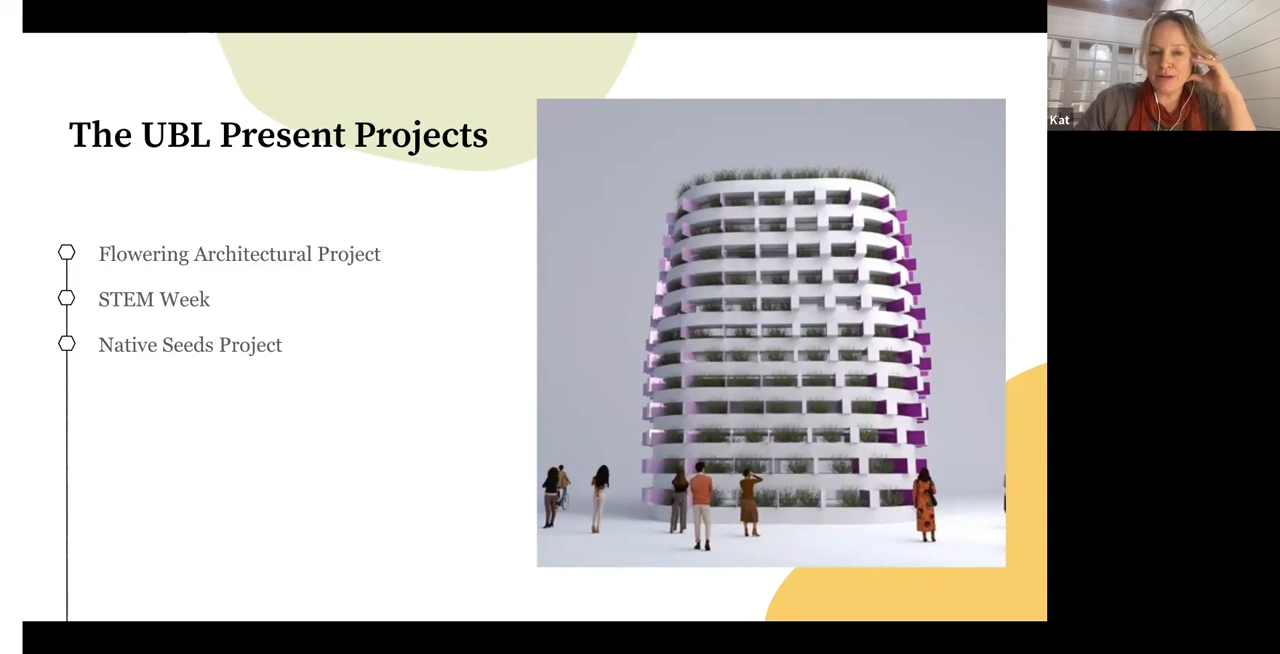 The UBL Present Projects
Flowering Architectural Project
STEM Week
Native Seeds Project
Kat